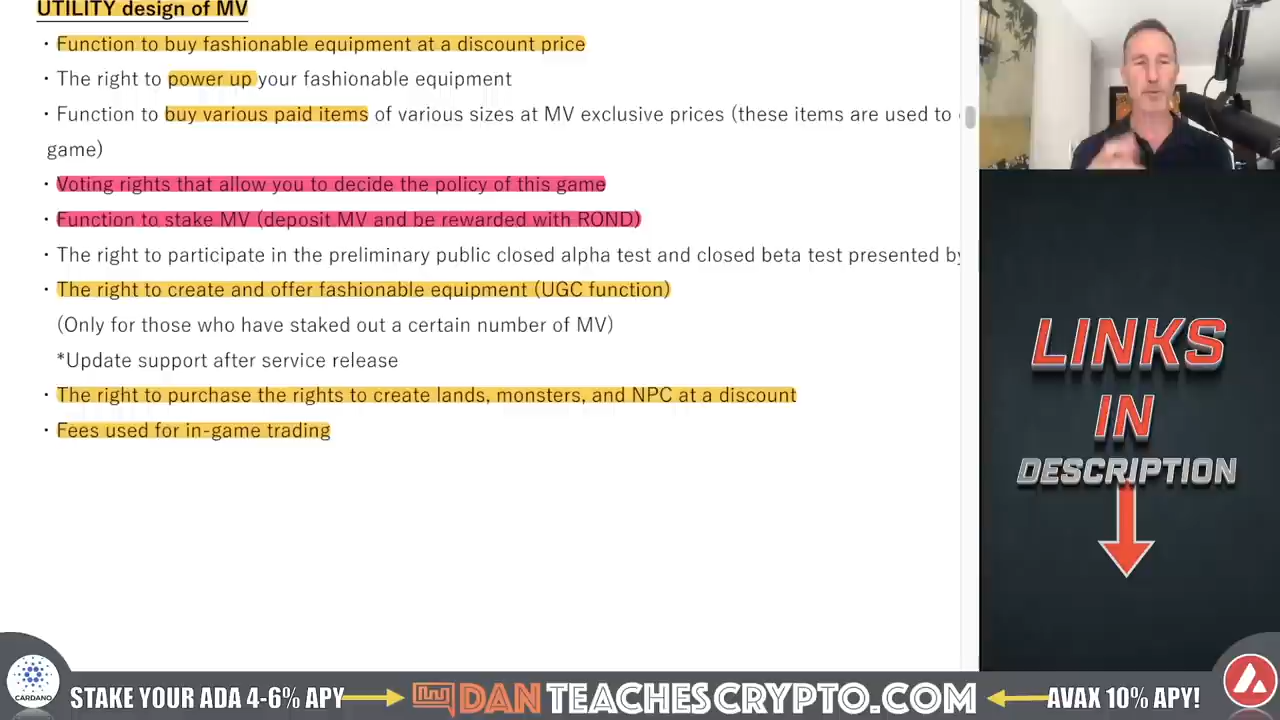 UTILITY design of MV
・Function to buy fashionable equipment at a discount price
・The right to power up your fashionable equipment
・Function to buy various paid items of various sizes at MV exclusive prices (these items are used to
game)
・Voting rights that allow you to decide the policy of this game
・Function to stake MV (deposit MV and be rewarded with ROND)
・The right to participate in the preliminary public closed alpha test and closed beta test presented by
・The right to create and offer fashionable equipment (UGC function)
(Only for those who have staked out a certain number of MV)
*Update support after service release
・The right to purchase the rights to create lands, monsters, and NPC at a discount
・Fees used for in-game trading
LINKS
IN
DESCRIPTION
CARDANO
STAKE YOUR ADA 4-6% APY
DANTEACHESCRYPTO.COM
AVAX 10% APY!